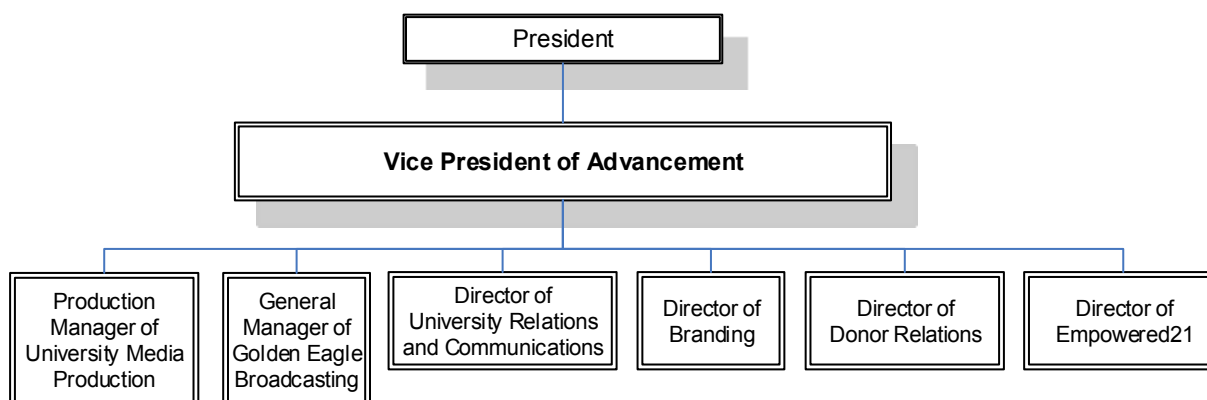 President
Vice President of Advancement
Production
Manager of
University Media
Production
General
Manager of
Golden Eagle
Broadcasting
Director of
University Relations
and Communications
Director of
Branding
Director of
Donor Relations
Director of
Empowered21